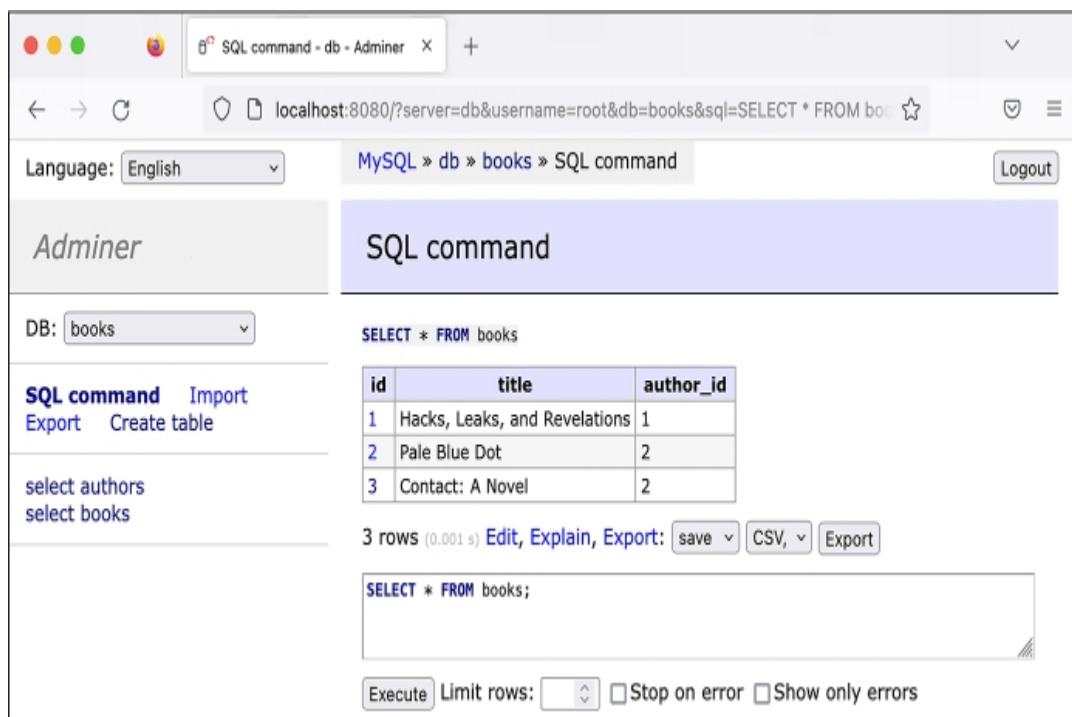 SQL command - db - Adminer
localhost:8080/?server=db&username=root&db=books&sql=SELECT * FROM boo
Language: English
MySQL » db » books » SQL command
Logout
Adminer
SQL command
DB: books
SELECT * FROM books
SQL command Import
Export Create table
id title author_id
1 Hacks, Leaks, and Revelations 1
2 Pale Blue Dot 2
3 Contact: A Novel 2
select authors
select books
3 rows (0.001 s) Edit, Explain, Export: save CSV, Export
SELECT * FROM books;
Execute Limit rows: Stop on error Show only errors